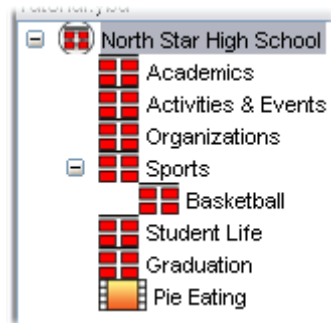 North Star High School
Academics
Activities & Events
Organizations
Sports
Basketball
Student Life
Graduation
Pie Eating